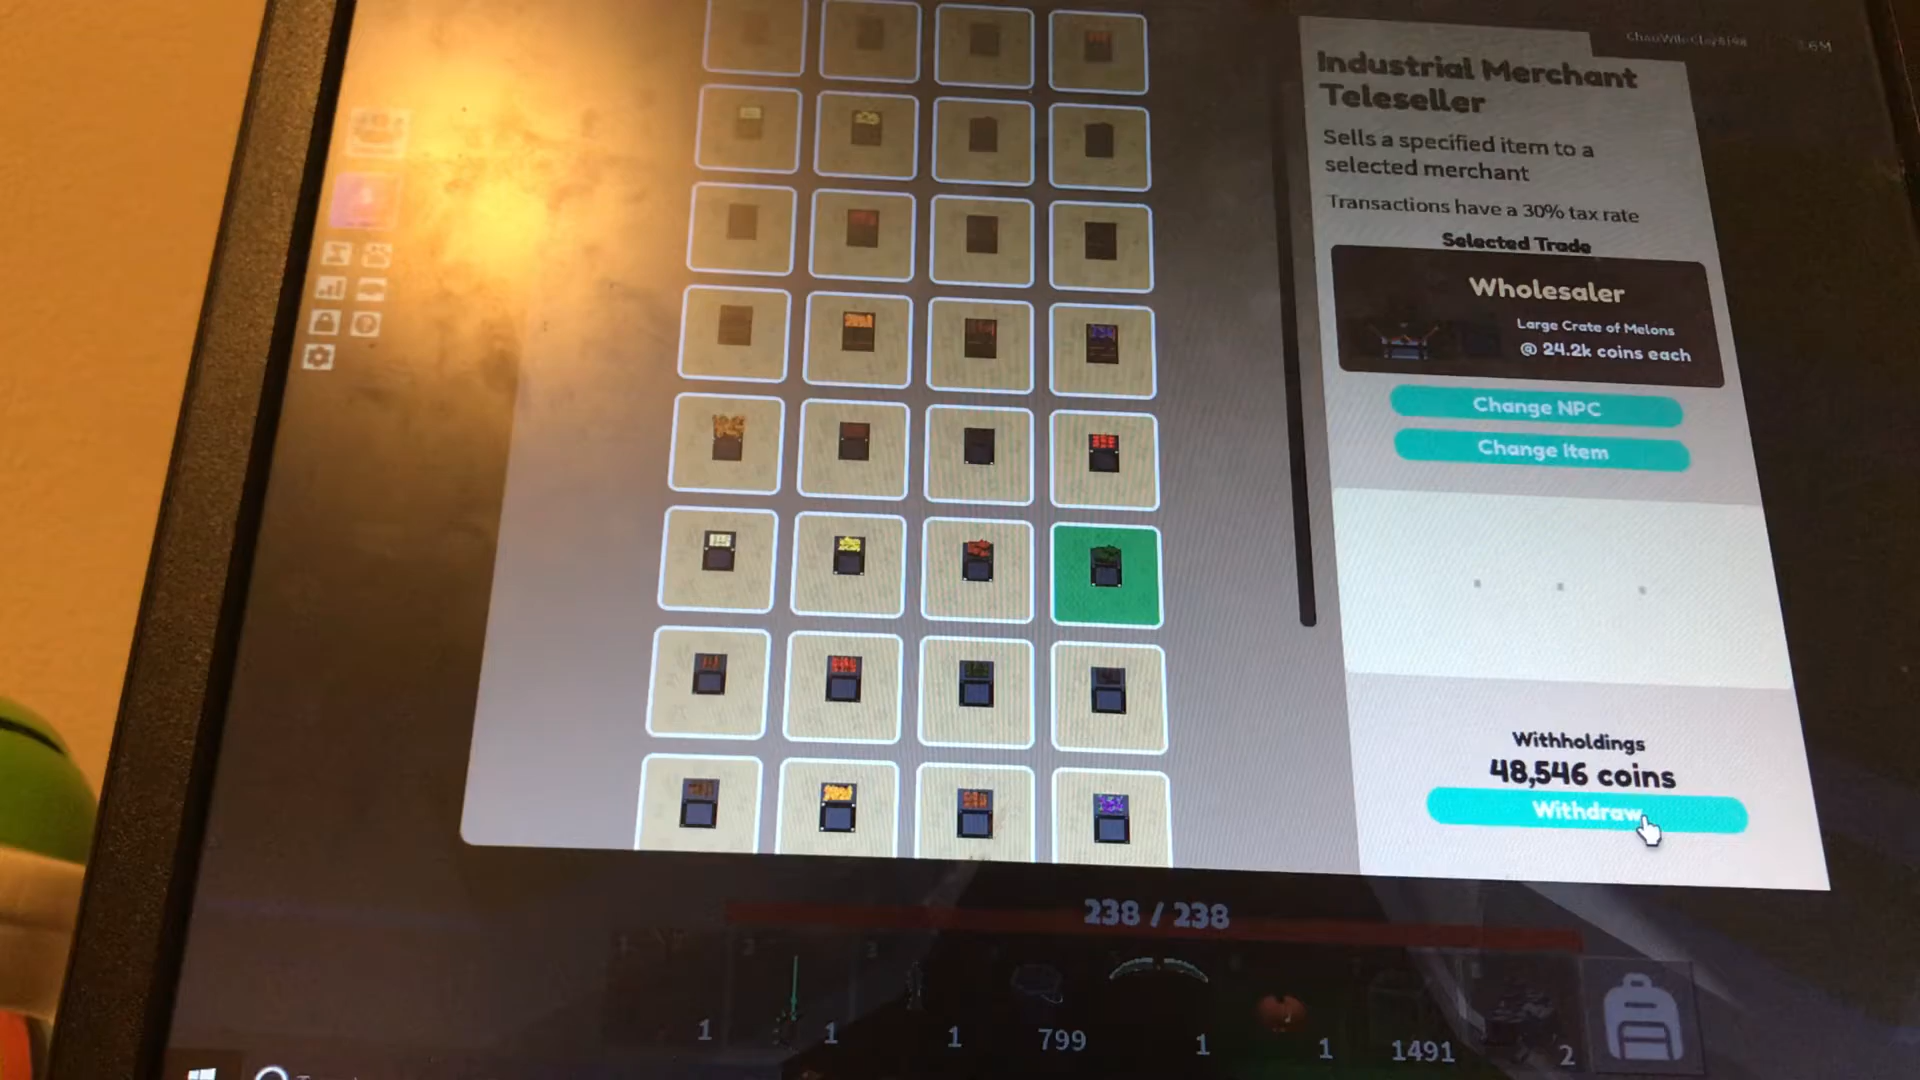 Industrial Merchant
Teleseller
Sells a specified item to a
selected merchant
Transactions have a 30% tax rate
Selected Trade
Wholesaler
Large Crate of Melons
@ 24.2k coins each
Change NPC
Change Item
Withholdings
48,546 coins
Withdraw
238 / 238
1
1
1
799
1
1
1491
2